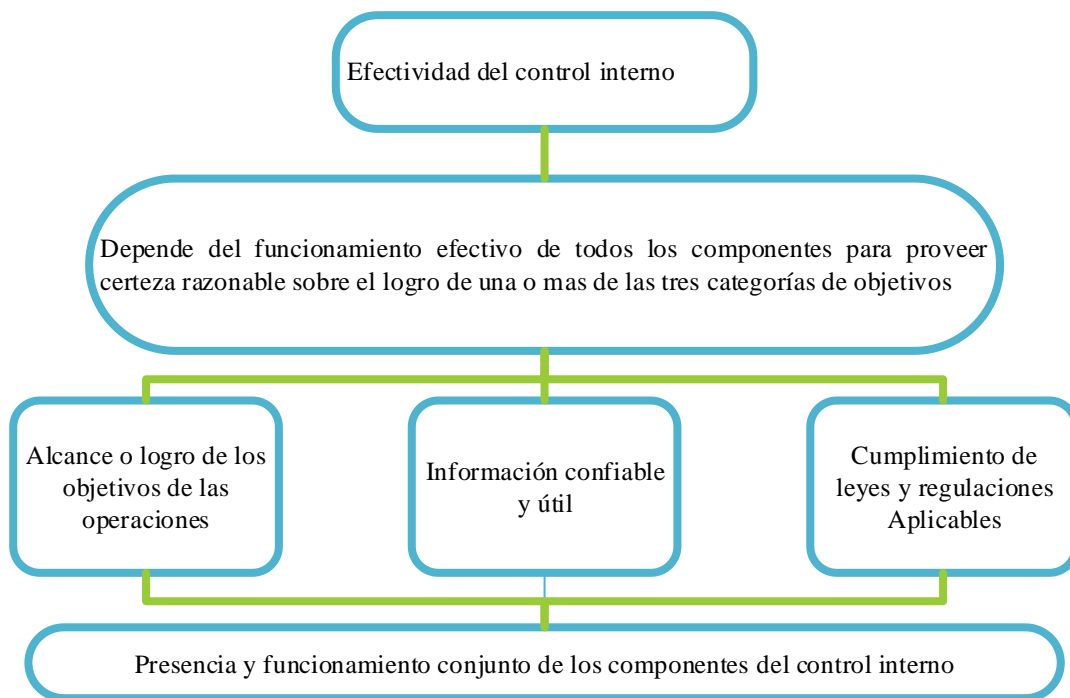 Efectividad del control interno
Depende del funcionamiento efectivo de todos los componentes para proveer
certeza razonable sobre el logro de una o mas de las tres categorías de objetivos
Alcance o logro de los
objetivos de las
operaciones
Información confiable
y útil
Cumplimiento de
leyes y regulaciones
Aplicables
Presencia y funcionamiento conjunto de los componentes del control interno